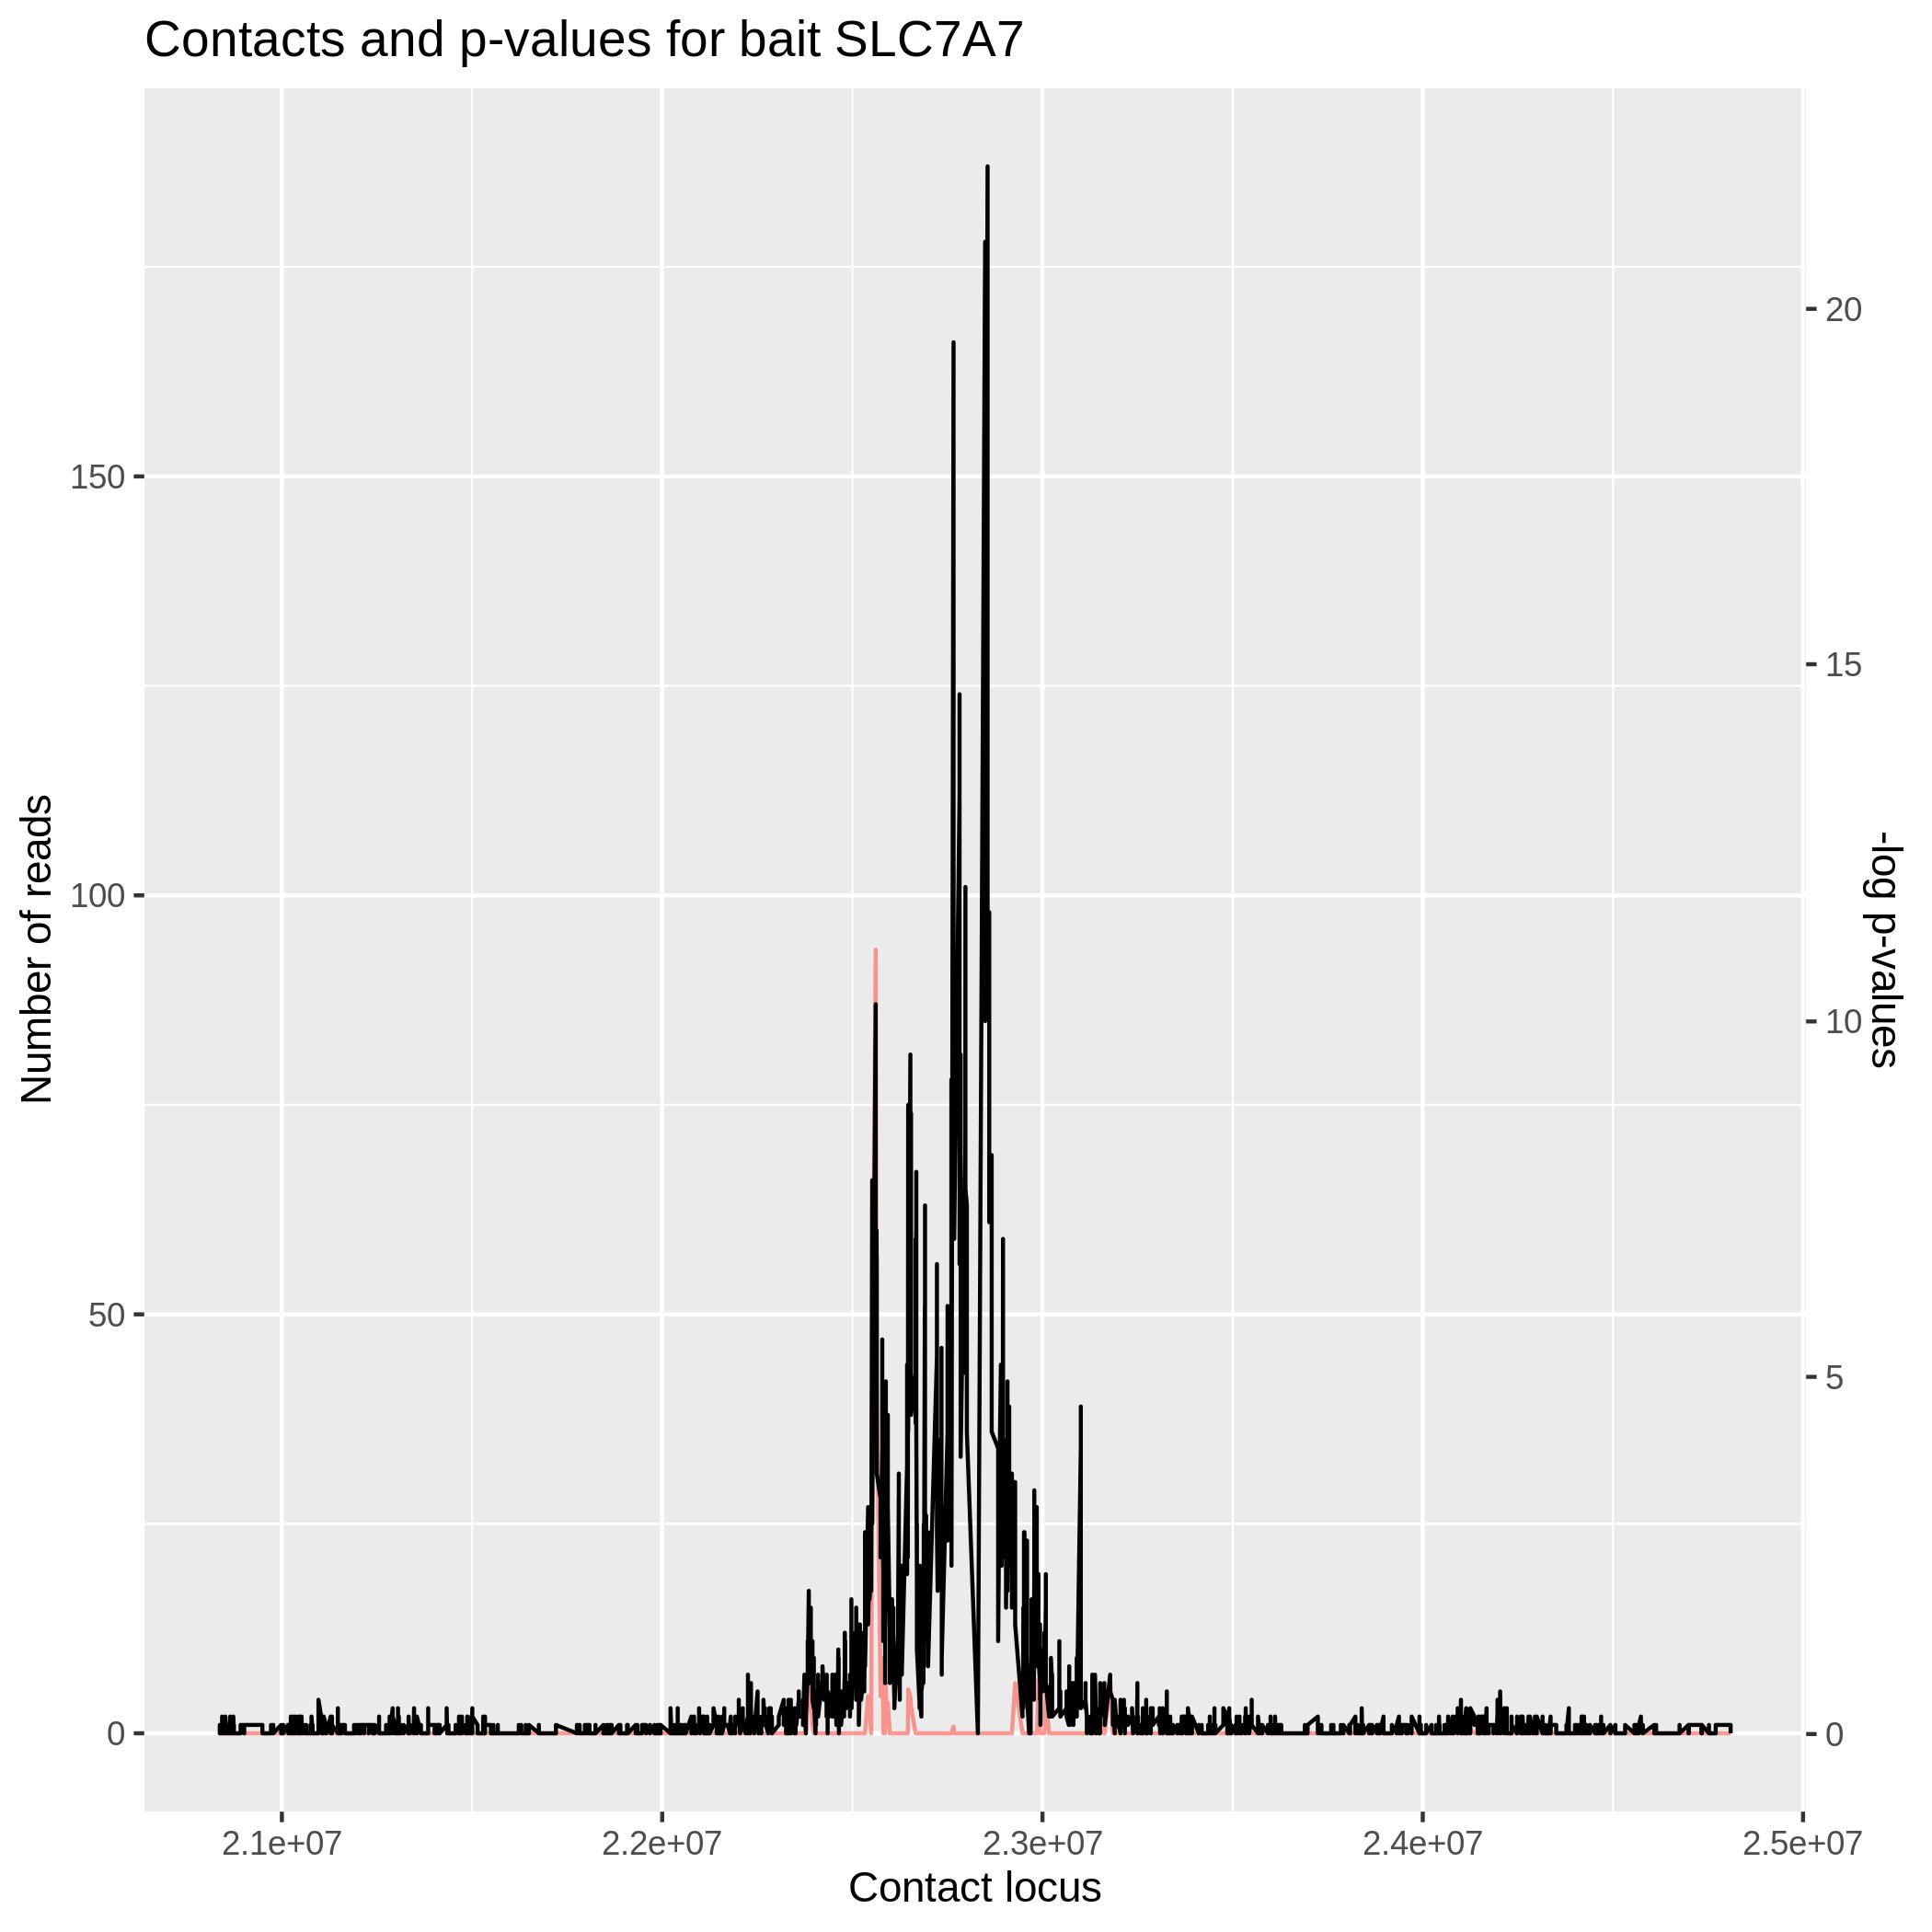 Contacts and p-values for bait SLC7A7
Number of reads
150
100
50
0
20
15
10
5
0
-log p-values
2.1e+07
2.2e+07
2.3e+07
2.4e+07
2.5e+07
Contact locus